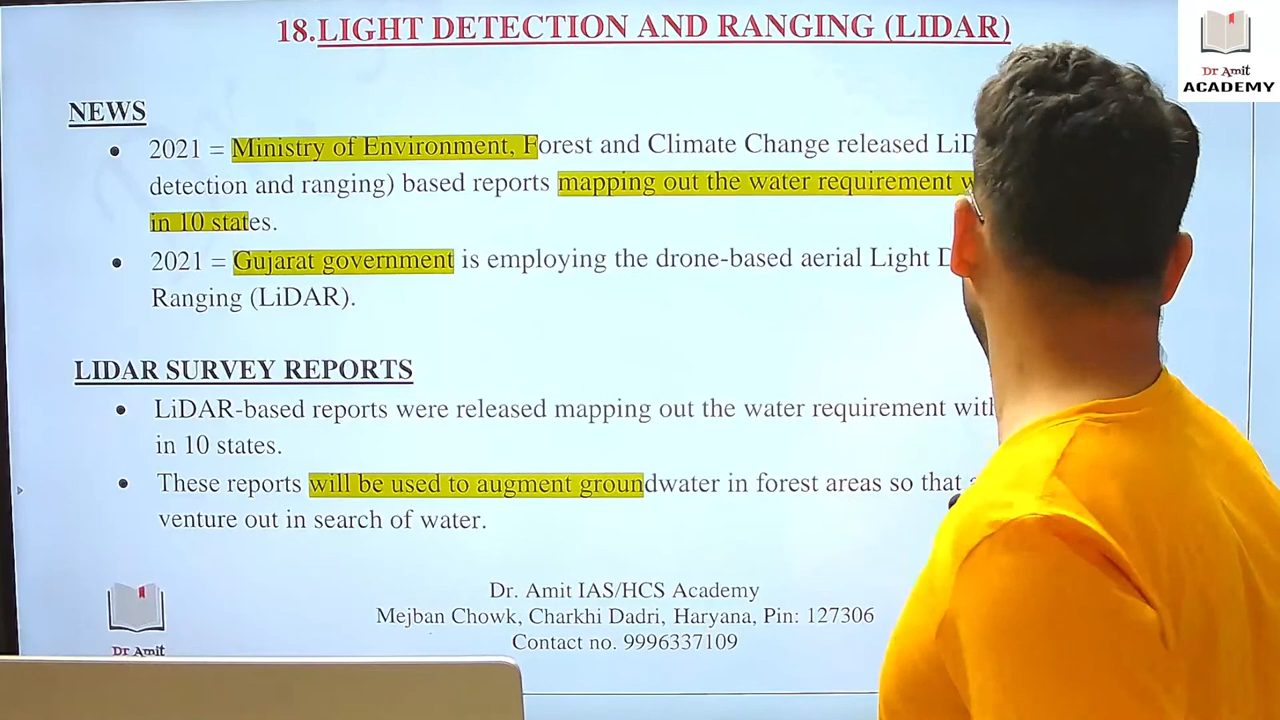 18.LIGHT DETECTION AND RANGING (LIDAR)
Dr Amit
ACADEMY
NEWS
• 2021 = Ministry of Environment, Forest and Climate Change released
detection and ranging) based reports mapping out the water requirement
in 10 states.
• 2021 = Gujarat government is employing the drone-based aerial Light
Ranging (LiDAR).
LIDAR SURVEY REPORTS
• LiDAR-based reports were released mapping out the water requirement
in 10 states.
• These reports will be used to augment groundwater in forest areas so that
venture out in search of water.
Dr. Amit IAS/HCS Academy
Mejban Chowk, Charkhi Dadri, Haryana, Pin: 127306
Contact no. 9996337109
Dr Amit